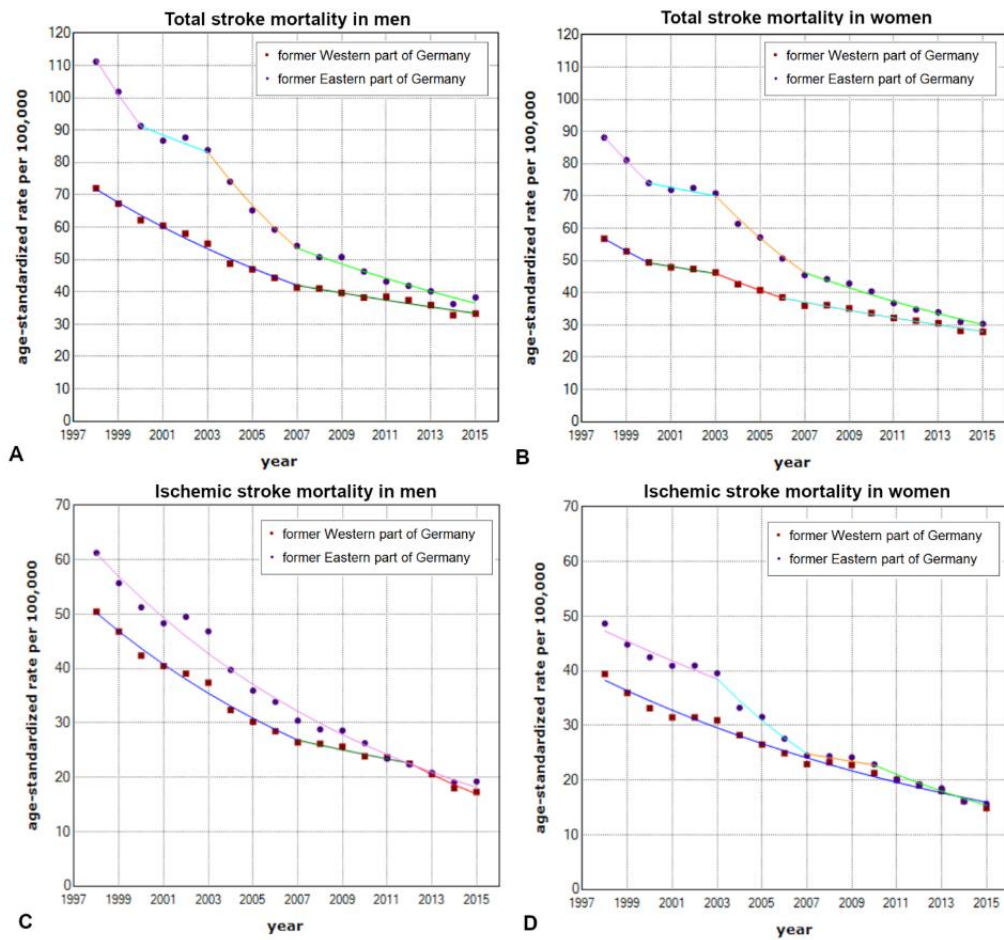 Total stroke mortality in men
120
110
100
90
80
70
60
50
40
30
20
10
0
age-standardized rate per 100,000
former Western part of Germany
former Eastern part of Germany
1997 1999 2001 2003 2005 2007 2009 2011 2013 2015
year
A
Total stroke mortality in women
120
110
100
90
80
70
60
50
40
30
20
10
0
age-standardized rate per 100,000
former Western part of Germany
former Eastern part of Germany
1997 1999 2001 2003 2005 2007 2009 2011 2013 2015
year
B
Ischemic stroke mortality in men
70
60
50
40
30
20
10
0
age-standardized rate per 100,000
former Western part of Germany
former Eastern part of Germany
1997 1999 2001 2003 2005 2007 2009 2011 2013 2015
year
C
Ischemic stroke mortality in women
70
60
50
40
30
20
10
0
age-standardized rate per 100,000
former Western part of Germany
former Eastern part of Germany
1997 1999 2001 2003 2005 2007 2009 2011 2013 2015
year
D